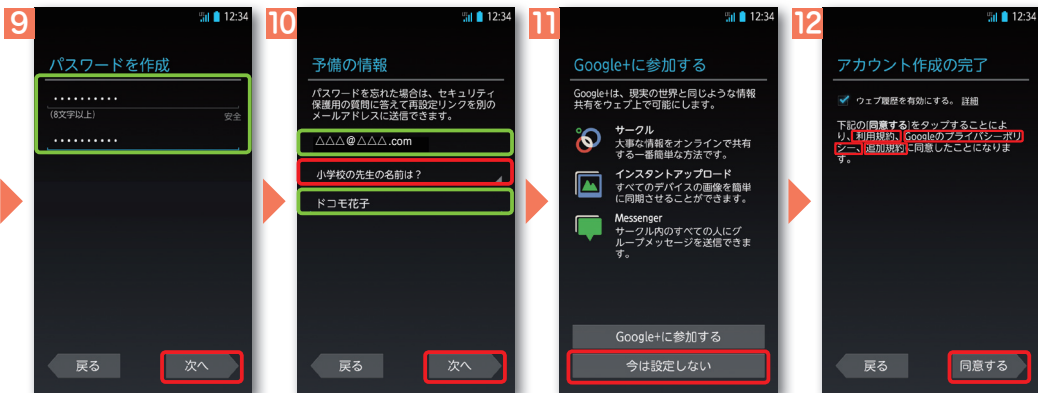 9
12:34
パスワードを作成
••••••••••
(8文字以上)
安全
••••••••••
戻る
次へ
10
12:34
予備の情報
パスワードを忘れた場合は、セキュリティ
保護用の質問に答えて再設定リンクを別の
メールアドレスに送信できます。
△△△@△△△.com
小学校の先生の名前は？
ドコモ花子
戻る
次へ
11
12:34
Google+に参加する
Google+は、現実の世界と同じような情報
共有をウェブ上で可能にします。
サークル
大事な情報をオンラインで共有
する一番簡単な方法です。
インスタントアップロード
すべてのデバイスの画像を簡単
に同期させることができます。
Messenger
サークル内のすべての人にグ
ループメッセージを送信できま
す。
Google+に参加する
今は設定しない
12
12:34
アカウント作成の完了
ウェブ履歴を有効にする。 詳細
下記の[同意する]をタップすることによ
り、利用規約、Googleのプライバシーポリ
シー、追加規約に同意したことになりま
す。
戻る
同意する